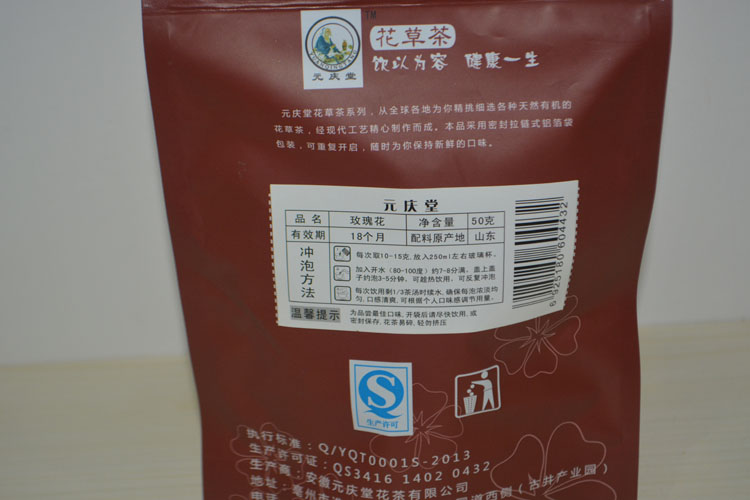 TM
花草茶
元庆堂
饮以为容 健康一生
元庆堂花草茶系列，从全球各地为你精挑细选各种天然有机的
花草茶，经现代工艺精心制作而成。本品采用密封拉链式铝箔袋
包装，可重复开启，随时为你保持新鲜的口味。
元庆堂
品名 玫瑰花 净含量 50克
有效期 18个月 配料原产地 山东
冲泡方法
每次取10-15克,放入250ml左右玻璃杯。
加入开水（80-100度）约7-8分满。盖上盖
子约泡3-5分钟，可趁热饮用。可反复冲泡
每次饮用剩1/3茶汤时续水,确保每泡浓淡均
匀,口感清爽,可根据个人口味感调节用量。
温馨提示
为品尝最佳口味,开袋后请尽快饮用,或
密封保存,花茶易碎,轻勿挤压
6 925180 604432
生产许可
执行标准：Q/YQT0001S-2013
生产许可证：QS3416 1402 0432
生产商：安徽元庆堂花茶有限公司
道西侧（古井产业园）
电话